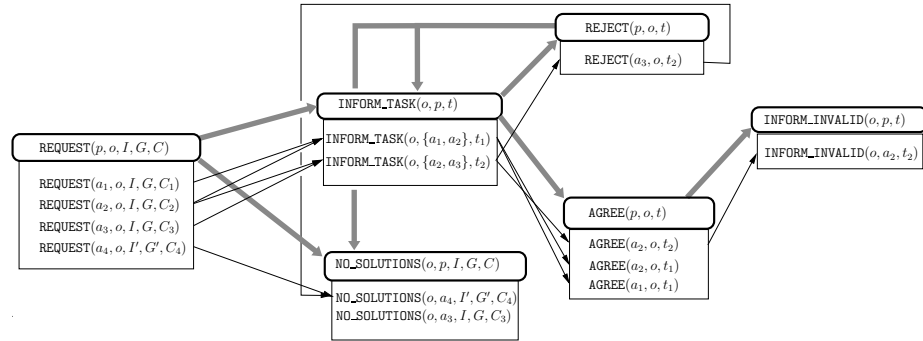 REJECT(p, o, t)
REJECT(a₃, o, t₂)
INFORM_TASK(o, p, t)
INFORM_TASK(o, {a₁, a₂}, t₁)
INFORM_TASK(o, {a₂, a₃}, t₂)
INFORM_INVALID(o, p, t)
INFORM_INVALID(o, a₂, t₂)
REQUEST(p, o, I, G, C)
REQUEST(a₁, o, I, G, C₁)
REQUEST(a₂, o, I, G, C₂)
REQUEST(a₃, o, I, G, C₃)
REQUEST(a₄, o, I′, G′, C₄)
AGREE(p, o, t)
AGREE(a₂, o, t₂)
AGREE(a₂, o, t₁)
AGREE(a₁, o, t₁)
NO_SOLUTIONS(o, p, I, G, C)
NO_SOLUTIONS(o, a₄, I′, G′, C₄)
NO_SOLUTIONS(o, a₃, I, G, C₃)